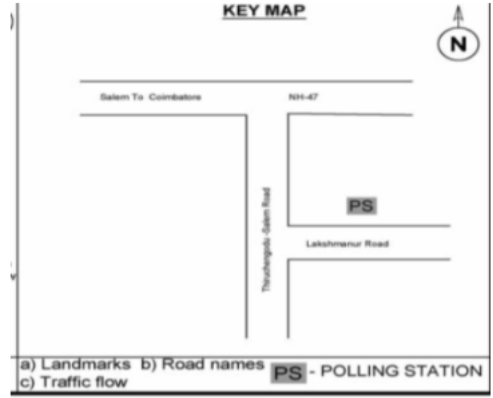 KEY MAP
N
Salem To Coimbatore NH-47
PS
Thiruchengodu-Salem Road
Lakshmanur Road
a) Landmarks b) Road names
c) Traffic flow
PS - POLLING STATION